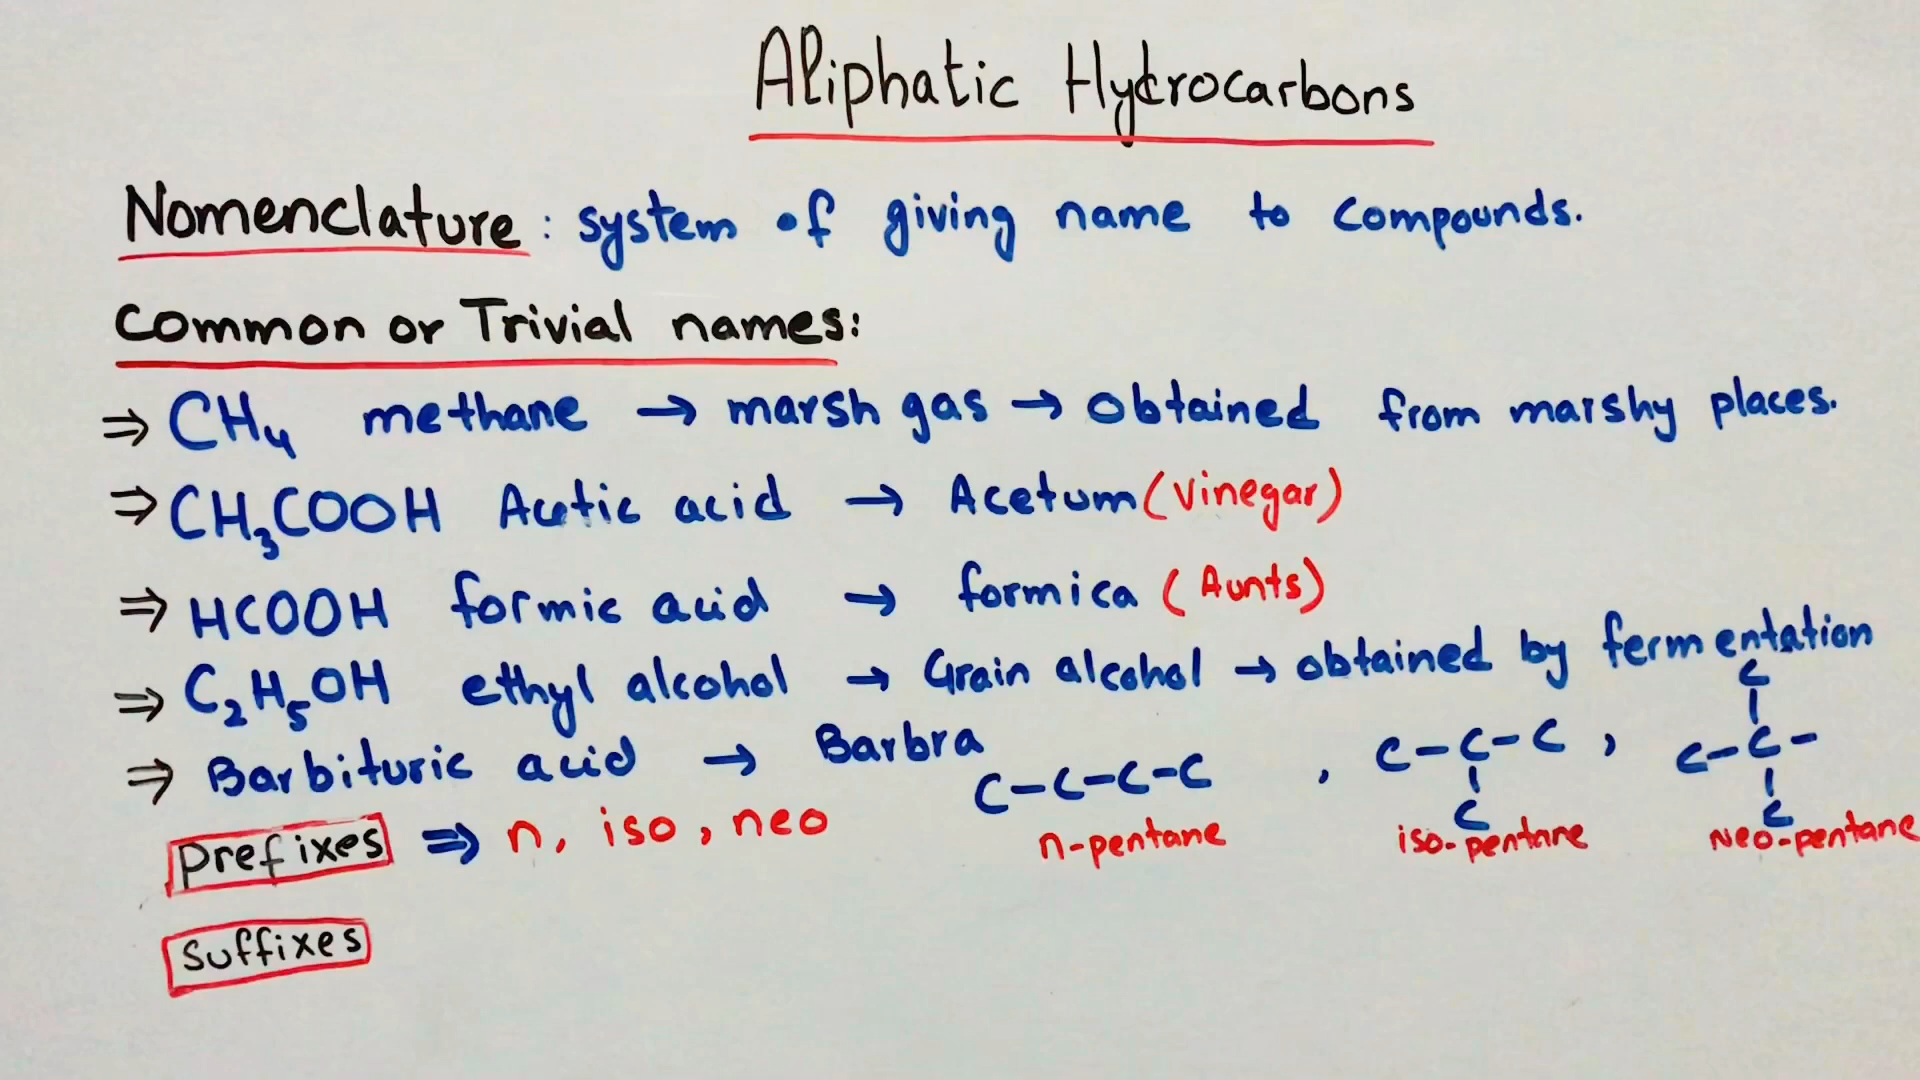 Aliphatic Hydrocarbons
Nomenclature : system of giving name to compounds.
Common or Trivial names:
⇒ CH₄ methane → marsh gas → obtained from marshy places.
⇒ CH₃COOH Acetic acid → Acetum (vinegar)
⇒ HCOOH formic acid → formica (Aunts)
⇒ C₂H₅OH ethyl alcohol → Grain alcohol → obtained by fermentation
⇒ Barbituric acid → Barbra
C-C-C-C , C-C-C , C-C-
C
C
C
n-pentane iso-pentane Neo-pentane
Prefixes ⇒ n, iso, neo
Suffixes